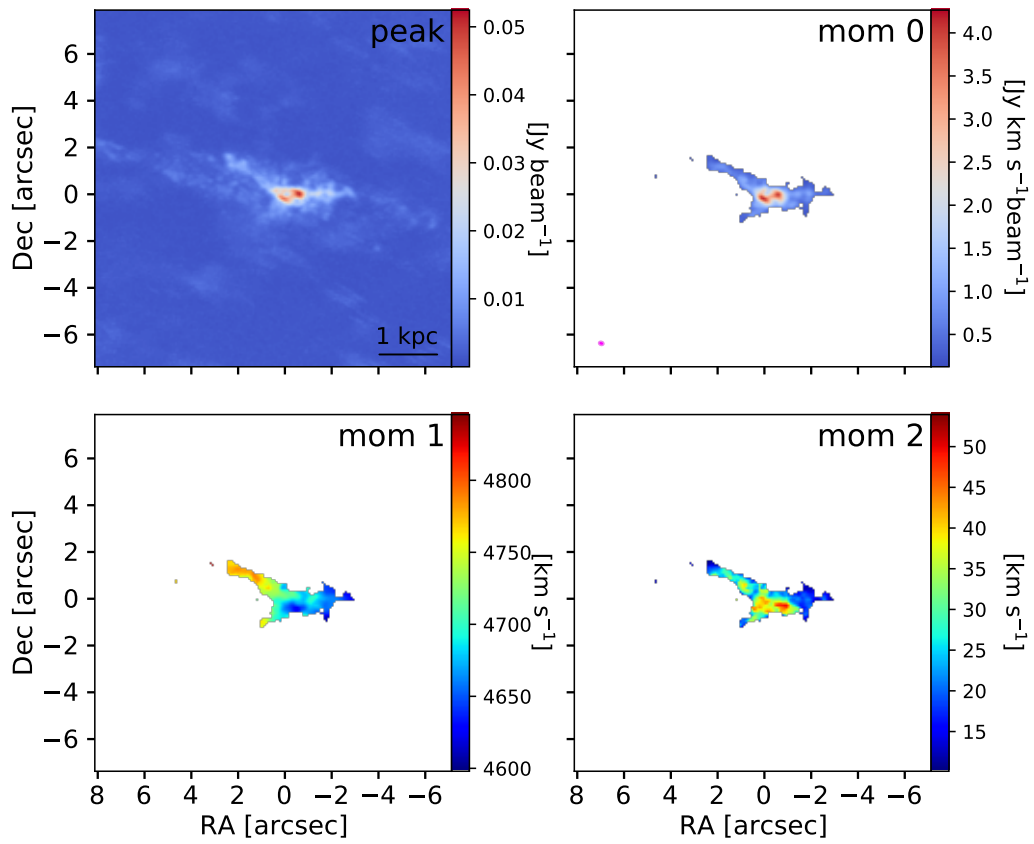 peak
mom 0
Dec [arcsec]
6
4
2
0
−2
−4
−6
1 kpc
0.05
0.04
0.03
0.02
0.01
[Jy beam⁻¹]
4.0
3.5
3.0
2.5
2.0
1.5
1.0
0.5
[Jy km s⁻¹beam⁻¹]
mom 1
mom 2
Dec [arcsec]
6
4
2
0
−2
−4
−6
4800
4750
4700
4650
4600
[km s⁻¹]
50
45
40
35
30
25
20
15
[km s⁻¹]
8 6 4 2 0 −2 −4 −6
8 6 4 2 0 −2 −4 −6
RA [arcsec]
RA [arcsec]